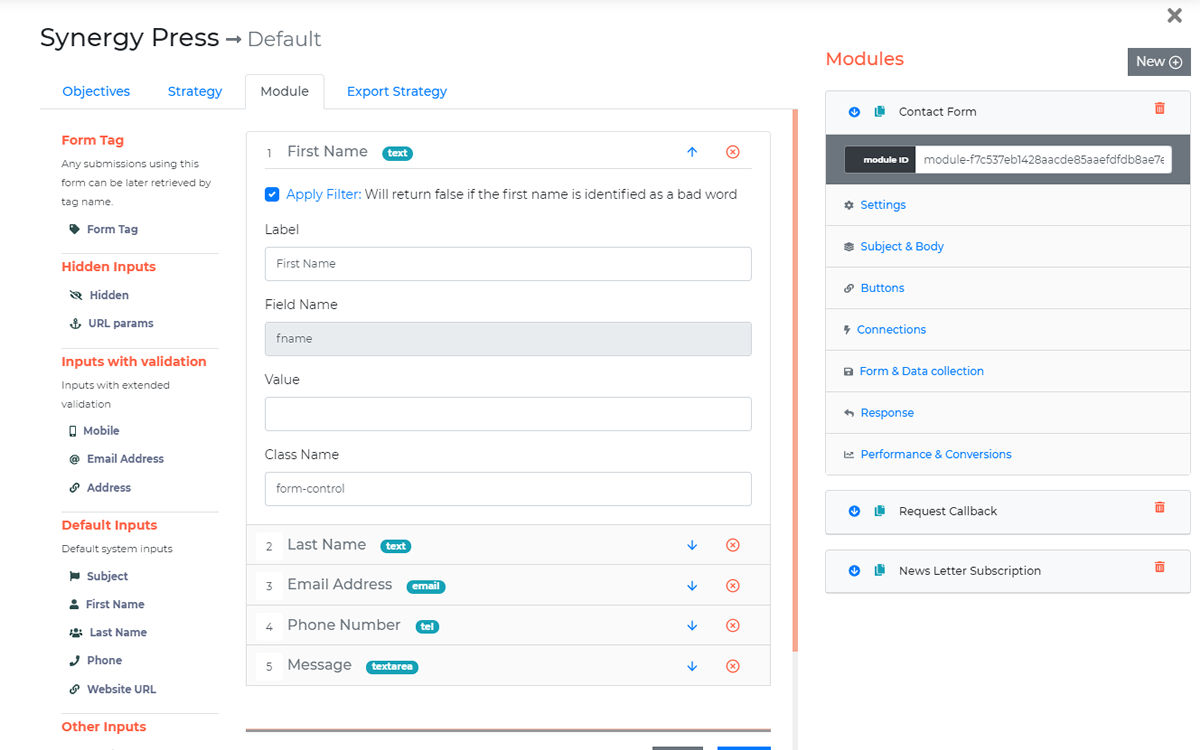 Synergy Press → Default
Objectives
Strategy
Module
Export Strategy
Form Tag
Any submissions using this
form can be later retrieved by
tag name.
Form Tag
Hidden Inputs
Hidden
URL params
Inputs with validation
Inputs with extended
validation
Mobile
Email Address
Address
Default Inputs
Default system inputs
Subject
First Name
Last Name
Phone
Website URL
Other Inputs
1 First Name text
Apply Filter: Will return false if the first name is identified as a bad word
Label
First Name
Field Name
fname
Value
Class Name
form-control
2 Last Name text
3 Email Address email
4 Phone Number tel
5 Message textarea
Modules
New
Contact Form
module ID module-f7c537eb1428aacde85aaefdfdb8ae7e
Settings
Subject & Body
Buttons
Connections
Form & Data collection
Response
Performance & Conversions
Request Callback
News Letter Subscription